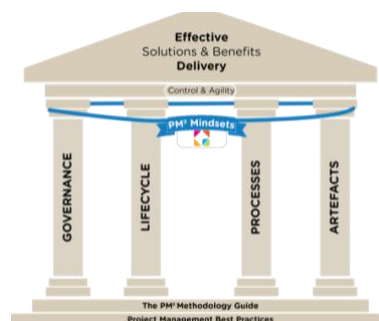 Effective
Solutions & Benefits
Delivery
Control & Agility
PM² Mindsets
GOVERNANCE
LIFECYCLE
PROCESSES
ARTEFACTS
The PM² Methodology Guide
Project Management Best Practices